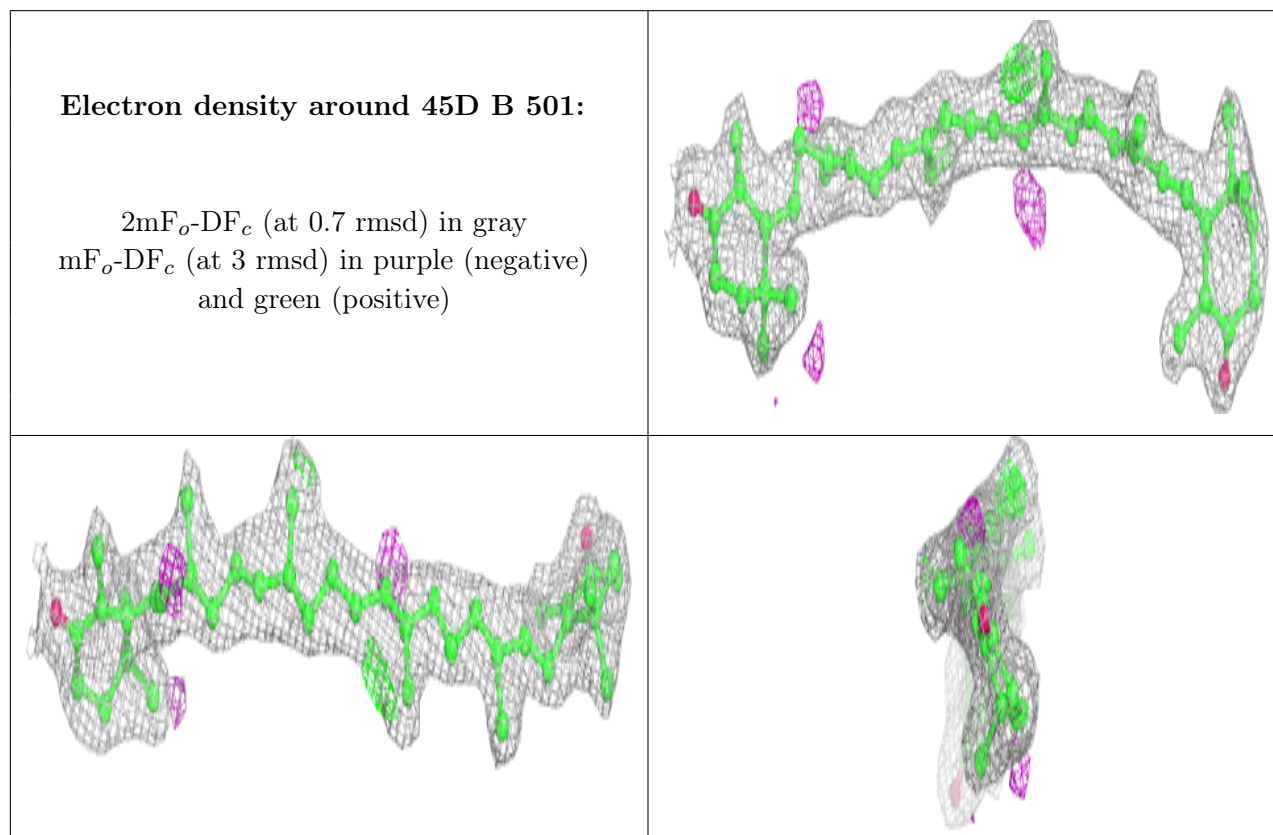 Electron density around 45D B 501:
2mFₒ-DF𝑐 (at 0.7 rmsd) in gray
mFₒ-DF𝑐 (at 3 rmsd) in purple (negative)
and green (positive)